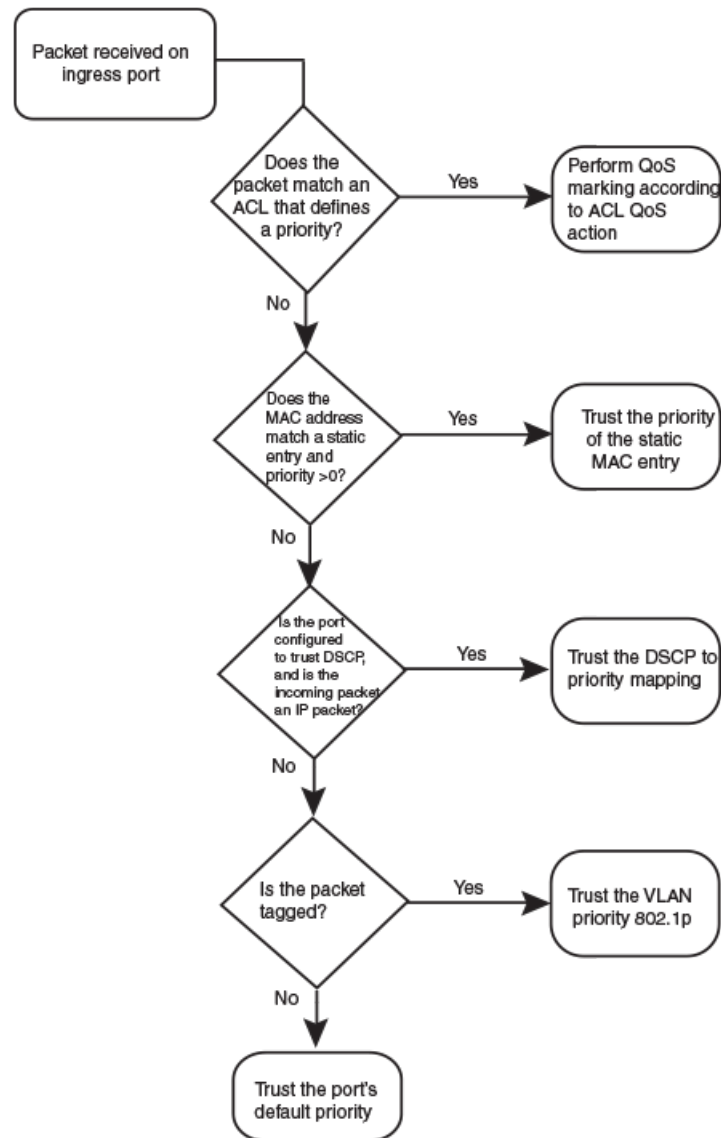 Packet received on
ingress port
Does the
packet match an
ACL that defines
a priority?
Yes
Perform QoS
marking according
to ACL QoS
action
No
Does the
MAC address
match a static
entry and
priority >0?
Yes
Trust the priority
of the static
MAC entry
No
Is the port
configured
to trust DSCP,
and is the
incoming packet
an IP packet?
Yes
Trust the DSCP to
priority mapping
No
Is the packet
tagged?
Yes
Trust the VLAN
priority 802.1p
No
Trust the port's
default priority